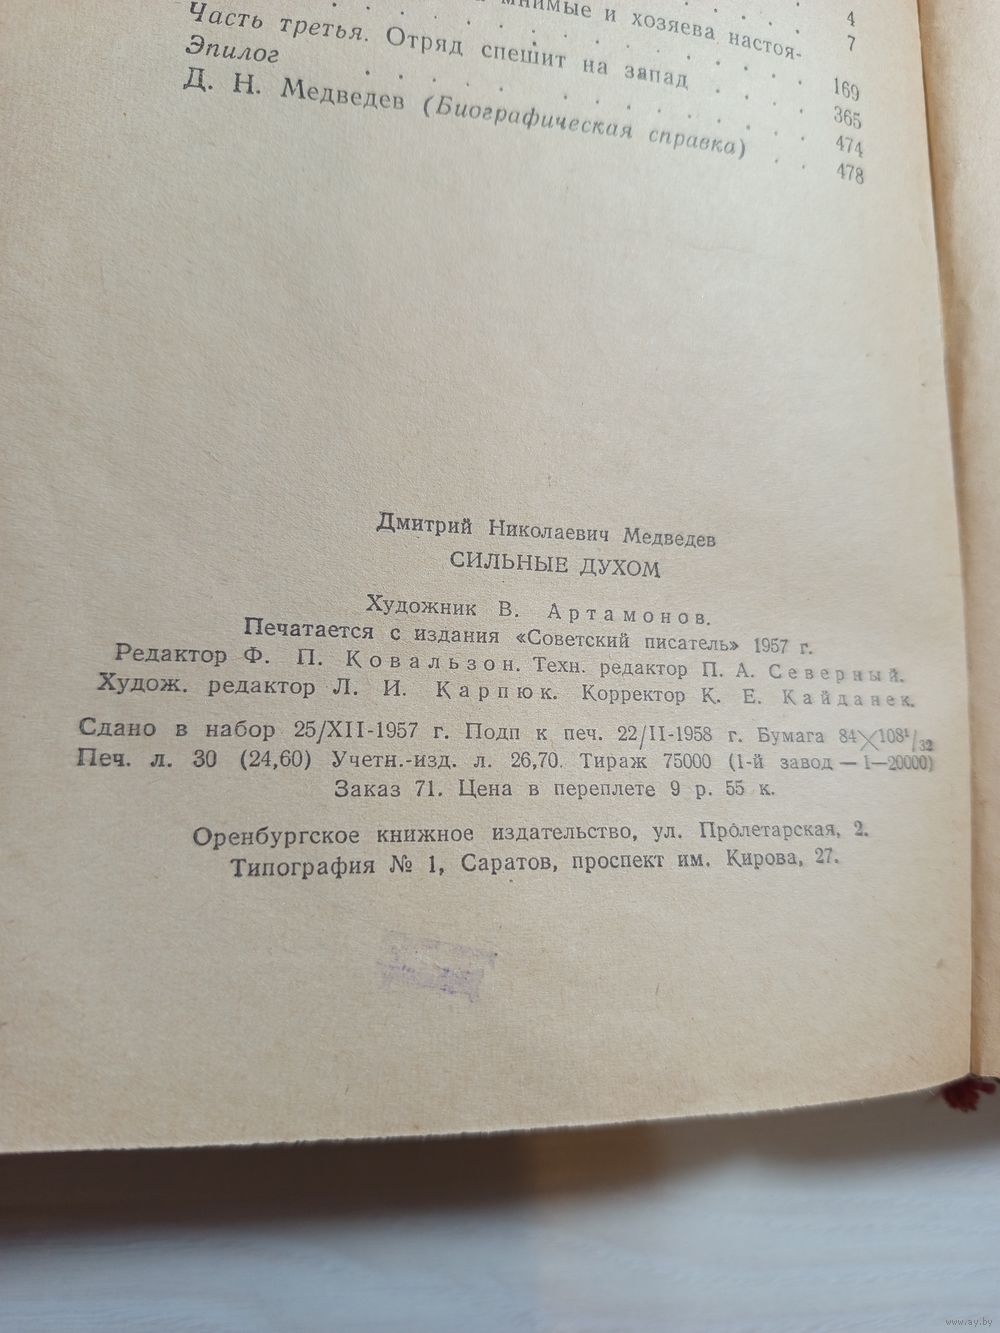 4
7
мнимые и хозяева настоя-
169
Часть третья. Отряд спешит на запад . . . . 365
Эпилог . . . . . . . . . . 474
Д. Н. Медведев (Биографическая справка) . . 478
Дмитрий Николаевич Медведев
СИЛЬНЫЕ ДУХОМ
Художник В. Артамонов.
Печатается с издания «Советский писатель» 1957 г.
Редактор Ф. П. Ковальзон. Техн. редактор П. А. Северный.
Худож. редактор Л. И. Карпюк. Корректор К. Е. Кайданек.
Сдано в набор 25/XII-1957 г. Подп к печ. 22/II-1958 г. Бумага 84×108¹/₃₂
Печ. л. 30 (24,60) Учетн.-изд. л. 26,70. Тираж 75000 (1-й завод — 1—20000)
Заказ 71. Цена в переплете 9 р. 55 к.
Оренбургское книжное издательство, ул. Пролетарская, 2.
Типография № 1, Саратов, проспект им. Кирова, 27.
www.ay.by